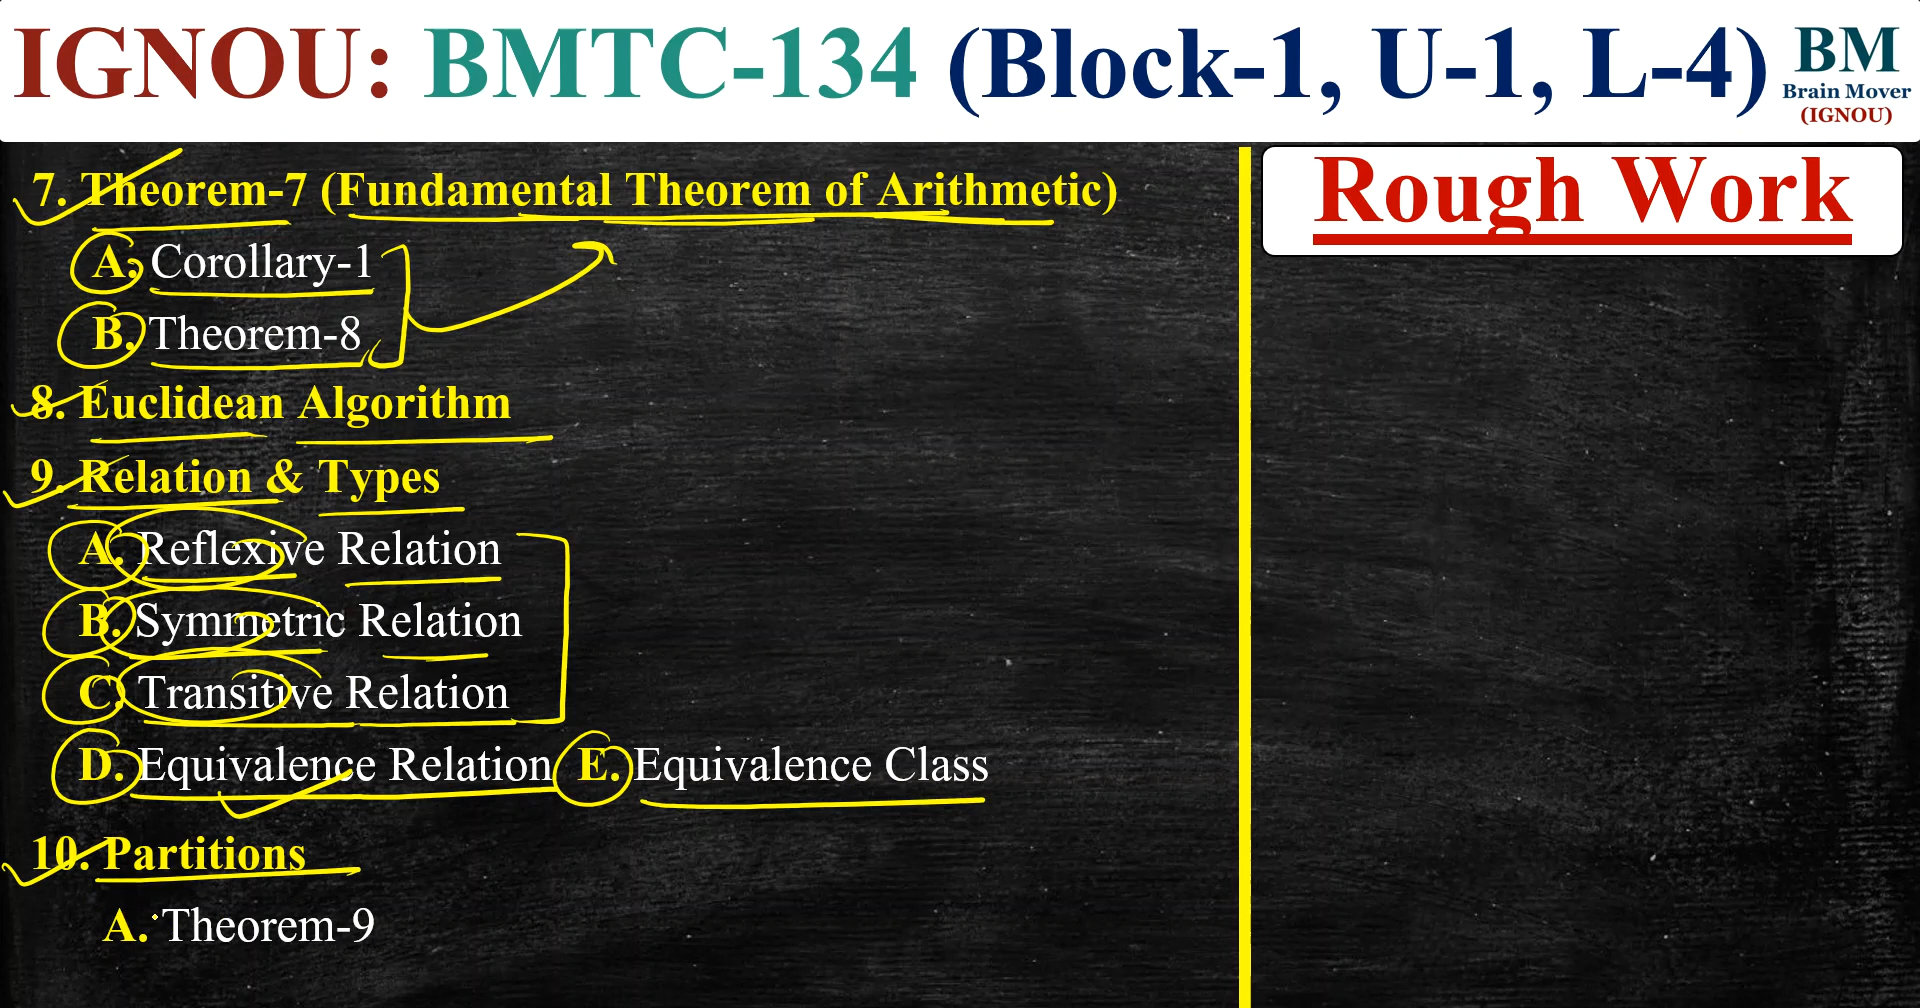 IGNOU: BMTC-134 (Block-1, U-1, L-4)
BM
Brain Mover
(IGNOU)
7. Theorem-7 (Fundamental Theorem of Arithmetic)
A. Corollary-1
B. Theorem-8
8. Euclidean Algorithm
9. Relation & Types
A. Reflexive Relation
B. Symmetric Relation
C. Transitive Relation
D. Equivalence Relation E. Equivalence Class
10. Partitions
A. Theorem-9
Rough Work